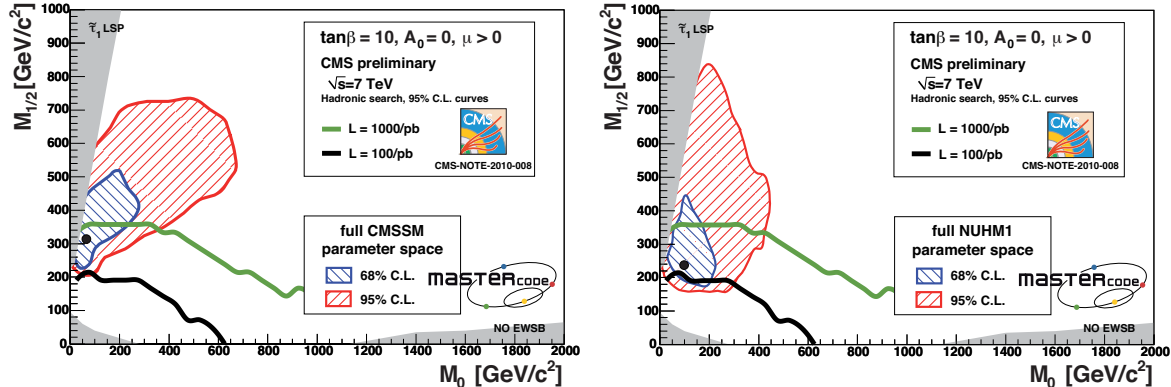 M1/2 [GeV/c²]
1000
900
800
700
600
500
400
300
200
100
0
τ̃1 LSP
tanβ = 10, A0 = 0, μ > 0
CMS preliminary
√s=7 TeV
Hadronic search, 95% C.L. curves
L = 1000/pb
L = 100/pb
CMS
CMS-NOTE-2010-008
full CMSSM
parameter space
68% C.L.
95% C.L.
MASTERCODE
NO EWSB
0 200 400 600 800 1000 1200 1400 1600 1800 2000
M0 [GeV/c²]
M1/2 [GeV/c²]
1000
900
800
700
600
500
400
300
200
100
0
τ̃1 LSP
tanβ = 10, A0 = 0, μ > 0
CMS preliminary
√s=7 TeV
Hadronic search, 95% C.L. curves
L = 1000/pb
L = 100/pb
CMS
CMS-NOTE-2010-008
full NUHM1
parameter space
68% C.L.
95% C.L.
MASTERCODE
NO EWSB
0 200 400 600 800 1000 1200 1400 1600 1800 2000
M0 [GeV/c²]